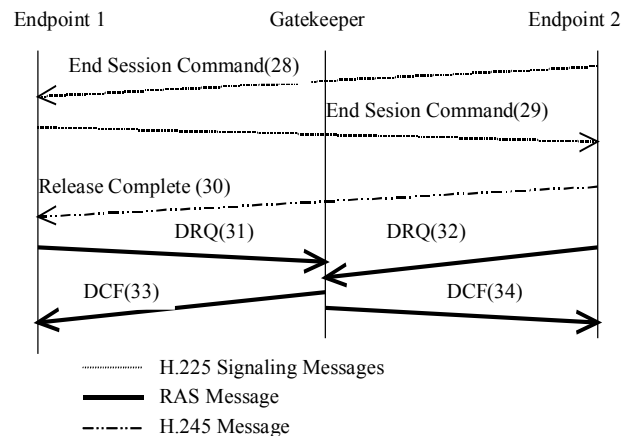 Endpoint 1 Gatekeeper Endpoint 2
End Session Command(28)
End Sesion Command(29)
Release Complete (30)
DRQ(31) DRQ(32)
DCF(33) DCF(34)
H.225 Signaling Messages
RAS Message
H.245 Message